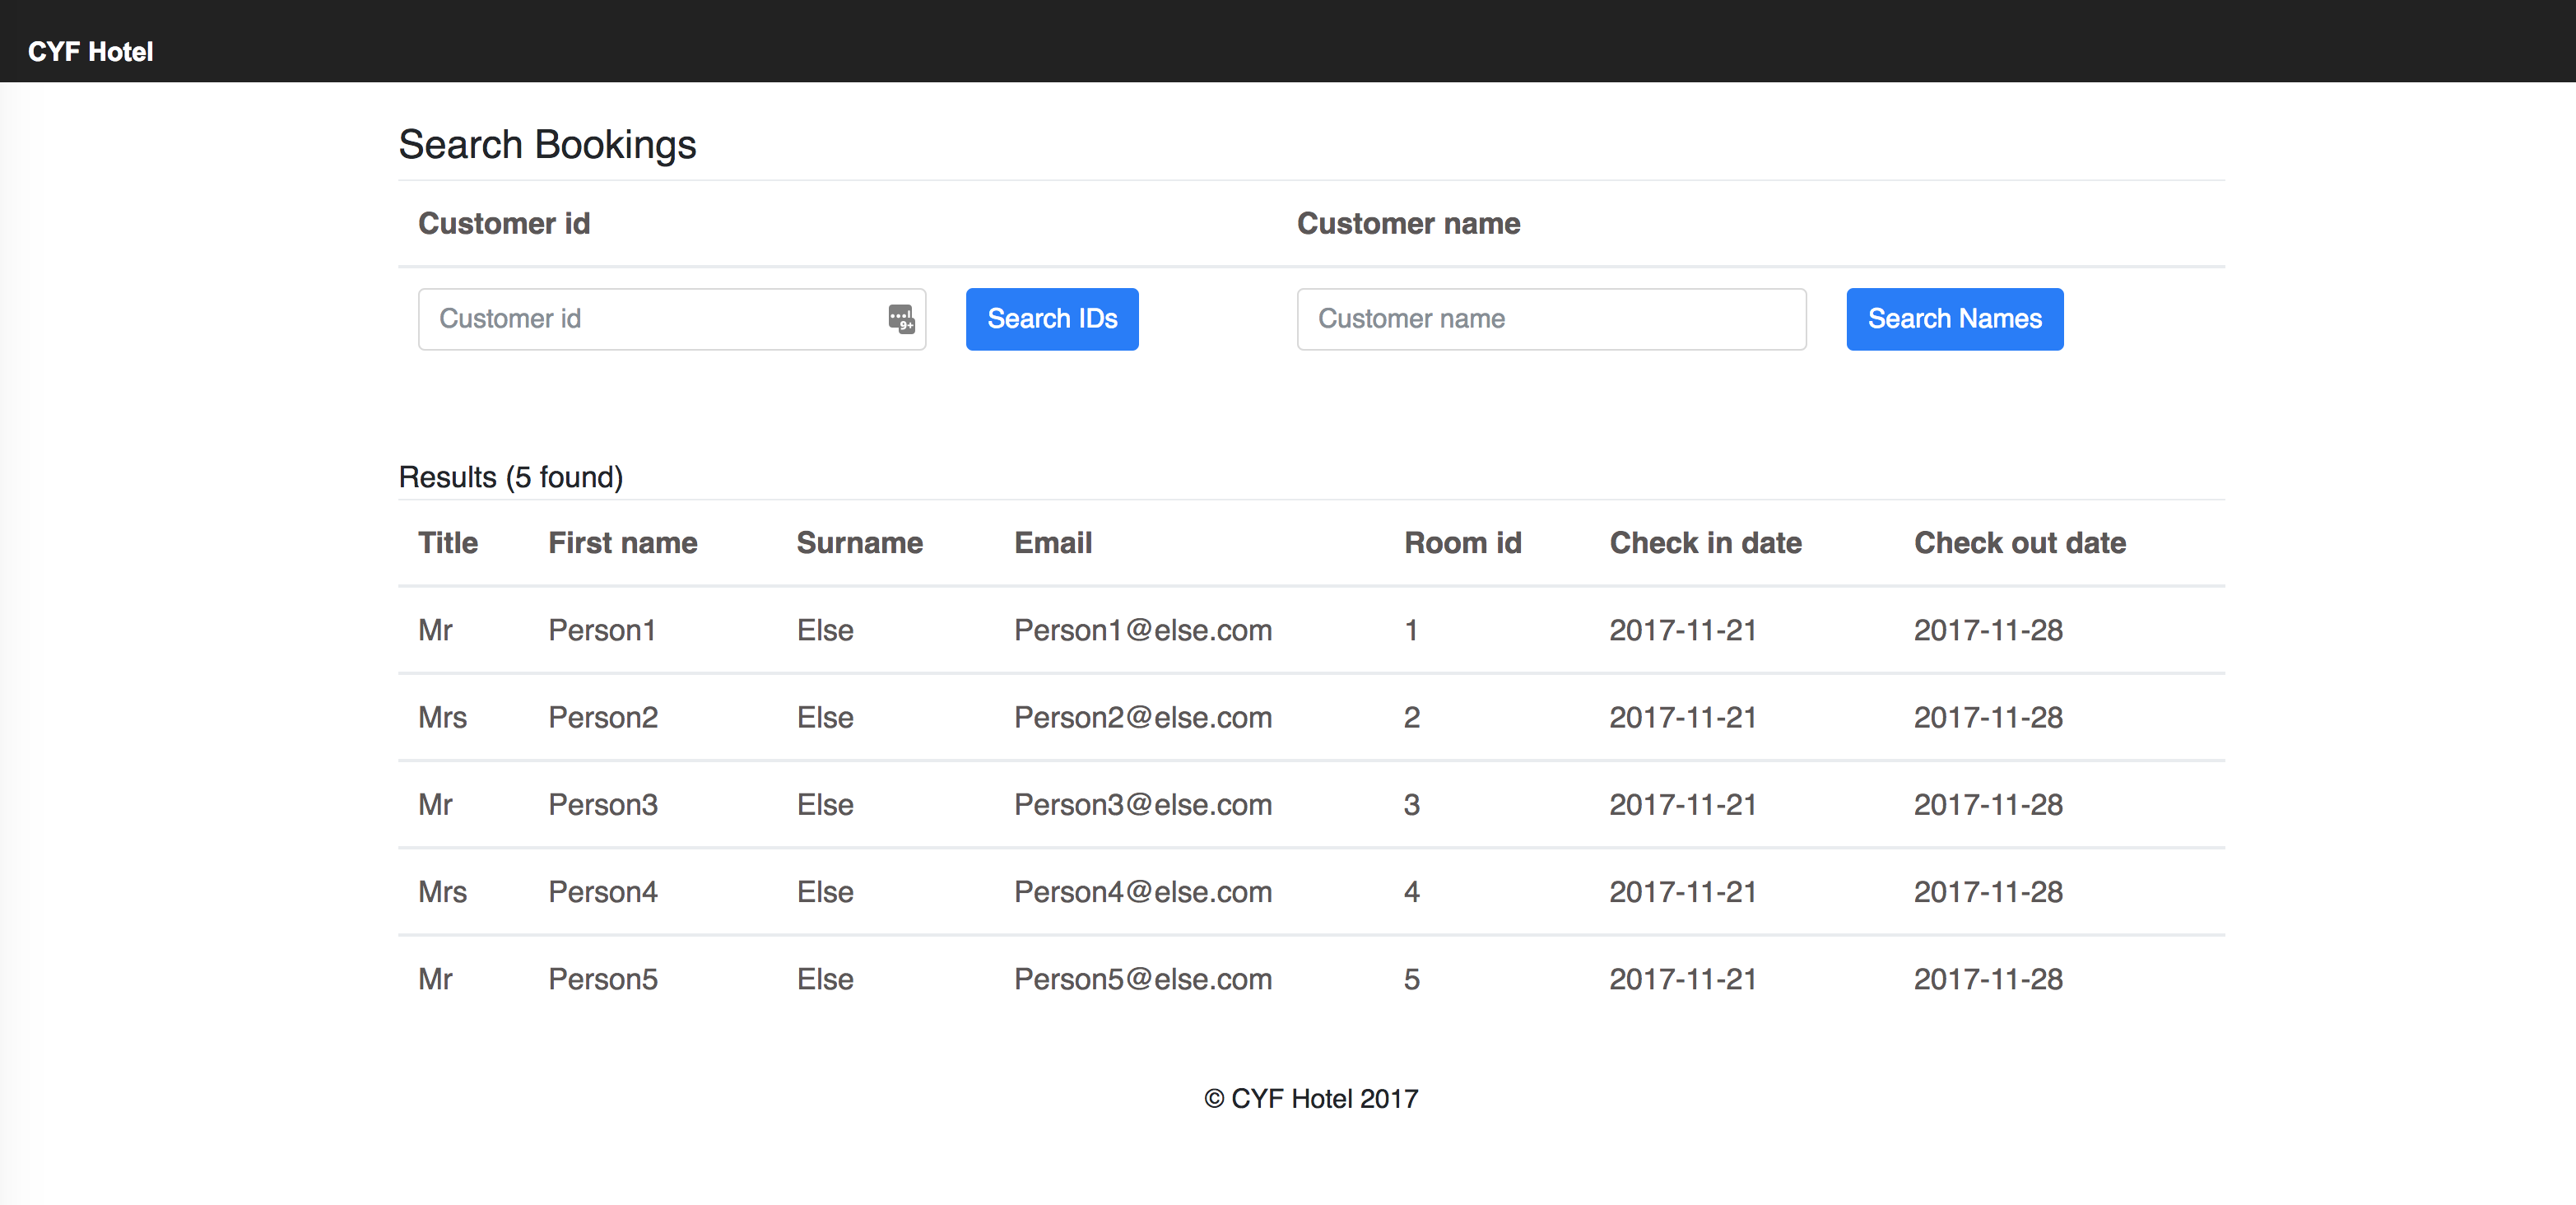 CYF Hotel
Search Bookings
Customer id Customer name
Customer id 9+ Search IDs Customer name Search Names
Results (5 found)
Title First name Surname Email Room id Check in date Check out date
Mr Person1 Else Person1@else.com 1 2017-11-21 2017-11-28
Mrs Person2 Else Person2@else.com 2 2017-11-21 2017-11-28
Mr Person3 Else Person3@else.com 3 2017-11-21 2017-11-28
Mrs Person4 Else Person4@else.com 4 2017-11-21 2017-11-28
Mr Person5 Else Person5@else.com 5 2017-11-21 2017-11-28
© CYF Hotel 2017